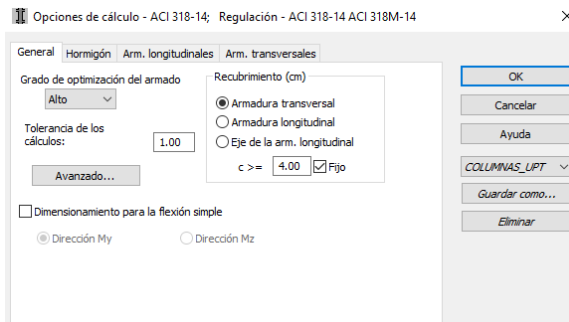 Opciones de cálculo - ACI 318-14; Regulación - ACI 318-14 ACI 318M-14
General Hormigón Arm. longitudinales Arm. transversales
Grado de optimización del armado
Alto
Tolerancia de los cálculos: 1.00
Avanzado...
Recubrimiento (cm)
Armadura transversal
Armadura longitudinal
Eje de la arm. longitudinal
c >= 4.00 Fijo
Dimensionamiento para la flexión simple
Dirección My Dirección Mz
OK
Cancelar
Ayuda
COLUMNAS_UPT
Guardar como...
Eliminar